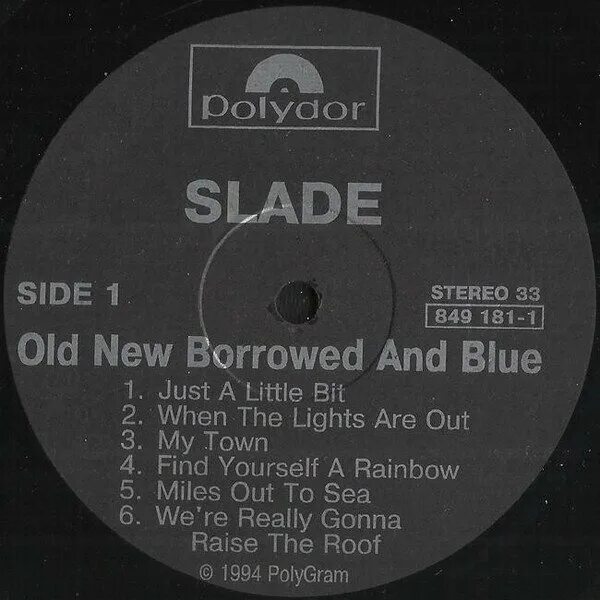 polydor
SLADE
SIDE 1
STEREO 33
849 181-1
Old New Borrowed And Blue
1. Just A Little Bit
2. When The Lights Are Out
3. My Town
4. Find Yourself A Rainbow
5. Miles Out To Sea
6. We're Really Gonna
Raise The Roof
© 1994 PolyGram